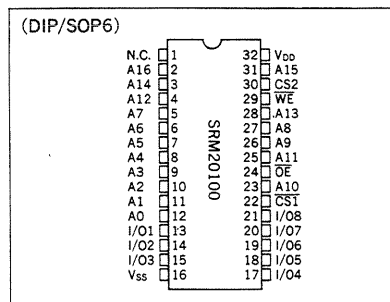 (DIP/SOP6)
N.C. 1 32 VDD
A16 2 31 A15
A14 3 30 CS2
A12 4 29 W̅E̅
A7 5 28 A13
A6 6 27 A8
A5 7 26 A9
A4 8 25 A11
A3 9 24 O̅E̅
A2 10 23 A10
A1 11 22 C̅S̅1̅
A0 12 21 I/O8
I/O1 13 20 I/O7
I/O2 14 19 I/O6
I/O3 15 18 I/O5
VSS 16 17 I/O4
SRM20100